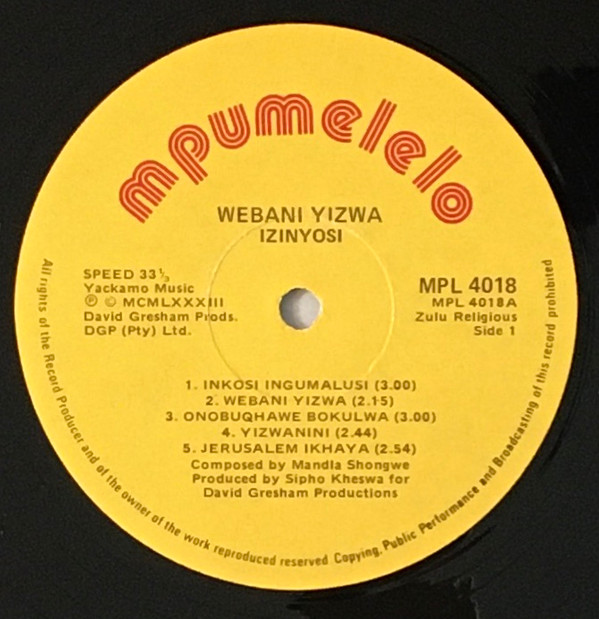 mpumelelo
WEBANI YIZWA
IZINYOSI
SPEED 33⅓
Yackamo Music
℗ © MCMLXXXIII
David Gresham Prods.
DGP (Pty) Ltd.
MPL 4018
MPL 4018A
Zulu Religious
Side 1
1. INKOSI INGUMALUSI (3.00)
2. WEBANI YIZWA (2.15)
3. ONOBUQHAWE BOKULWA (3.00)
4. YIZWANINI (2.44)
5. JERUSALEM IKHAYA (2.54)
Composed by Mandla Shongwe
Produced by Sipho Kheswa for
David Gresham Productions
All rights of the Record Producer and of the owner of the work reproduced reserved. Copying, Public Performance and Broadcasting of this record prohibited